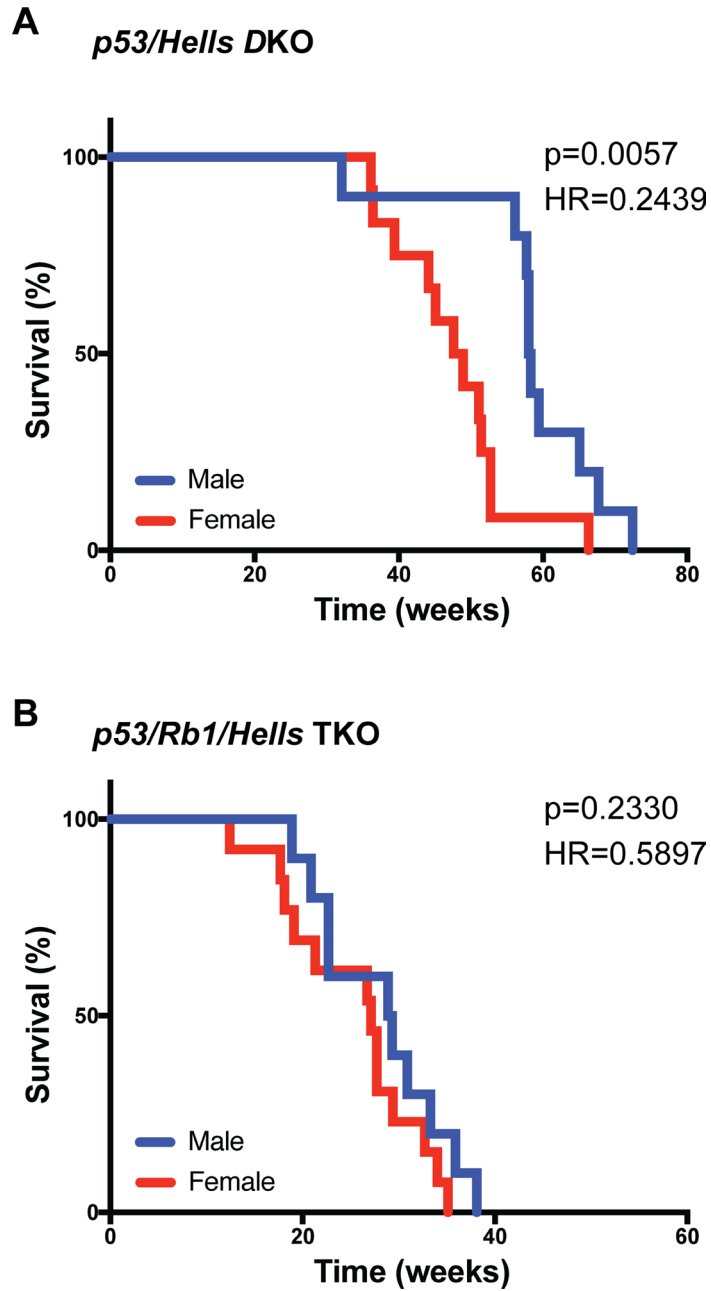 A
p53/Hells DKO
p=0.0057
HR=0.2439
100
50
0
Survival (%)
Male
Female
0 20 40 60 80
Time (weeks)
B
p53/Rb1/Hells TKO
p=0.2330
HR=0.5897
100
50
0
Survival (%)
Male
Female
0 20 40 60
Time (weeks)